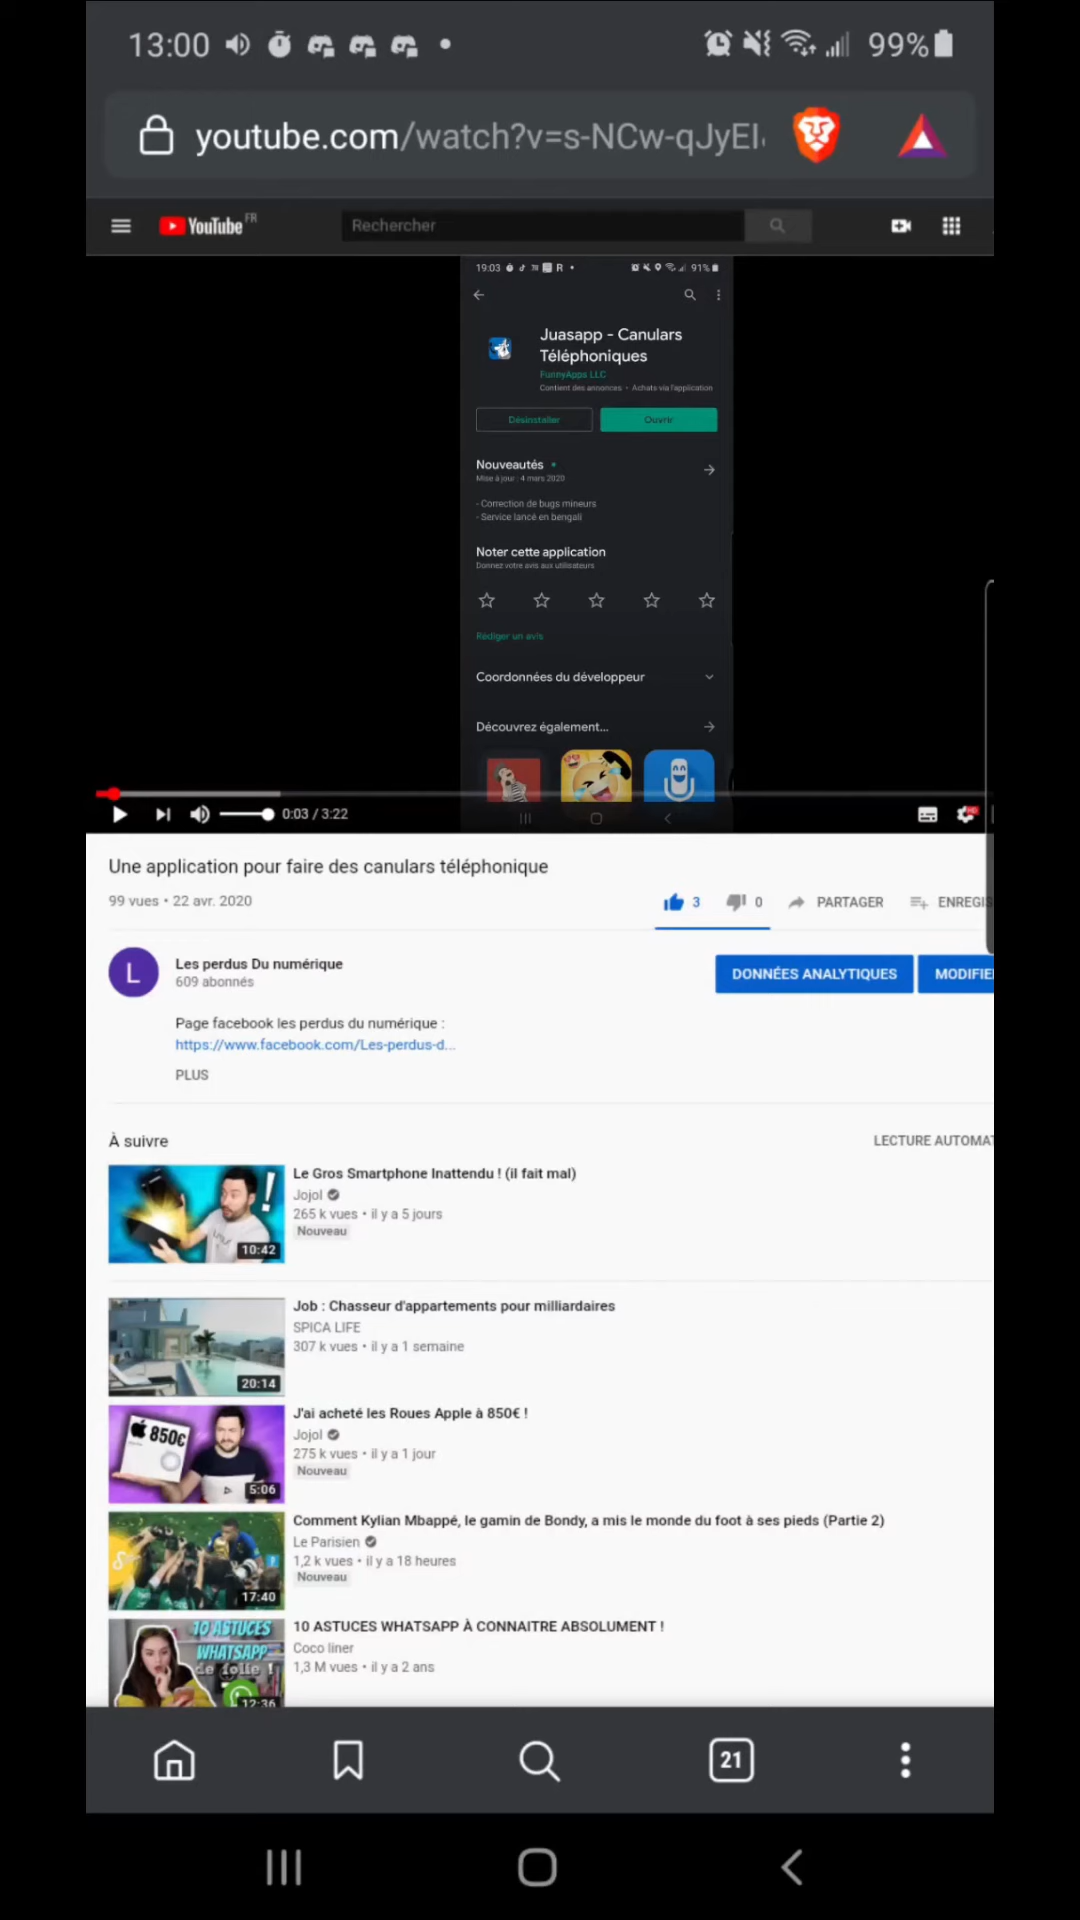 13:00
99%
youtube.com/watch?v=s-NCw-qJyEI
YouTube FR
Rechercher
19:03
91%
Juasapp - Canulars
Téléphoniques
FunnyApps LLC
Contient des annonces • Achats via l'application
Désinstaller
Ouvrir
Nouveautés •
Mise à jour : 4 mars 2020
- Correction de bugs mineurs
- Service lancé en bengali
Noter cette application
Donnez votre avis aux utilisateurs
Rédiger un avis
Coordonnées du développeur
Découvrez également...
0:03 / 3:22
Une application pour faire des canulars téléphonique
99 vues • 22 avr. 2020
3
0
PARTAGER
ENREGIS
L
Les perdus Du numérique
609 abonnés
DONNÉES ANALYTIQUES
MODIFIE
Page facebook les perdus du numérique :
https://www.facebook.com/Les-perdus-d...
PLUS
À suivre
LECTURE AUTOMAT
!
10:42
Le Gros Smartphone Inattendu ! (il fait mal)
Jojol
265 k vues • il y a 5 jours
Nouveau
20:14
Job : Chasseur d'appartements pour milliardaires
SPICA LIFE
307 k vues • il y a 1 semaine
850€
5:06
J'ai acheté les Roues Apple à 850€ !
Jojol
275 k vues • il y a 1 jour
Nouveau
17:40
Comment Kylian Mbappé, le gamin de Bondy, a mis le monde du foot à ses pieds (Partie 2)
Le Parisien
1,2 k vues • il y a 18 heures
Nouveau
10 ASTUCES
WHATSAPP
de folie !
12:36
10 ASTUCES WHATSAPP À CONNAITRE ABSOLUMENT !
Coco liner
1,3 M vues • il y a 2 ans
21